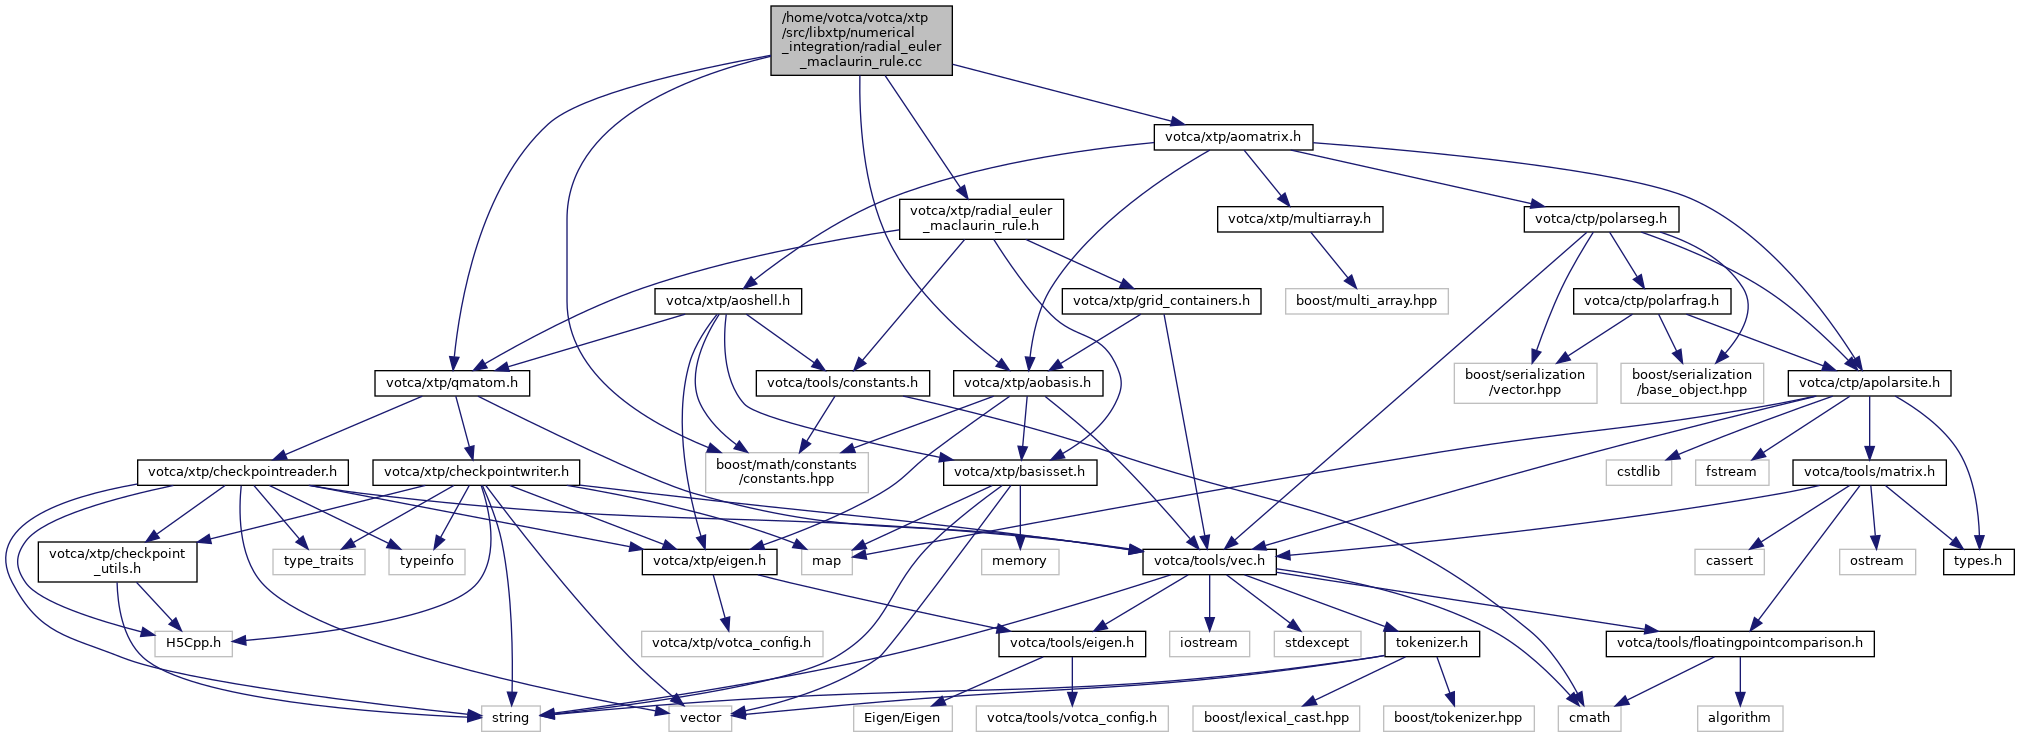 /home/votca/votca/xtp
/src/libxtp/numerical
_integration/radial_euler
_maclaurin_rule.cc
votca/xtp/aomatrix.h
votca/xtp/radial_euler
_maclaurin_rule.h
votca/xtp/multiarray.h
votca/ctp/polarseg.h
votca/xtp/aoshell.h
votca/xtp/grid_containers.h
boost/multi_array.hpp
votca/ctp/polarfrag.h
votca/xtp/qmatom.h
votca/tools/constants.h
votca/xtp/aobasis.h
boost/serialization
/vector.hpp
boost/serialization
/base_object.hpp
votca/ctp/apolarsite.h
votca/xtp/checkpointreader.h
votca/xtp/checkpointwriter.h
boost/math/constants
/constants.hpp
votca/xtp/basisset.h
cstdlib
fstream
votca/tools/matrix.h
votca/xtp/checkpoint
_utils.h
type_traits
typeinfo
votca/xtp/eigen.h
map
memory
votca/tools/vec.h
cassert
ostream
types.h
H5Cpp.h
votca/xtp/votca_config.h
votca/tools/eigen.h
iostream
stdexcept
tokenizer.h
votca/tools/floatingpointcomparison.h
string
vector
Eigen/Eigen
votca/tools/votca_config.h
boost/lexical_cast.hpp
boost/tokenizer.hpp
cmath
algorithm